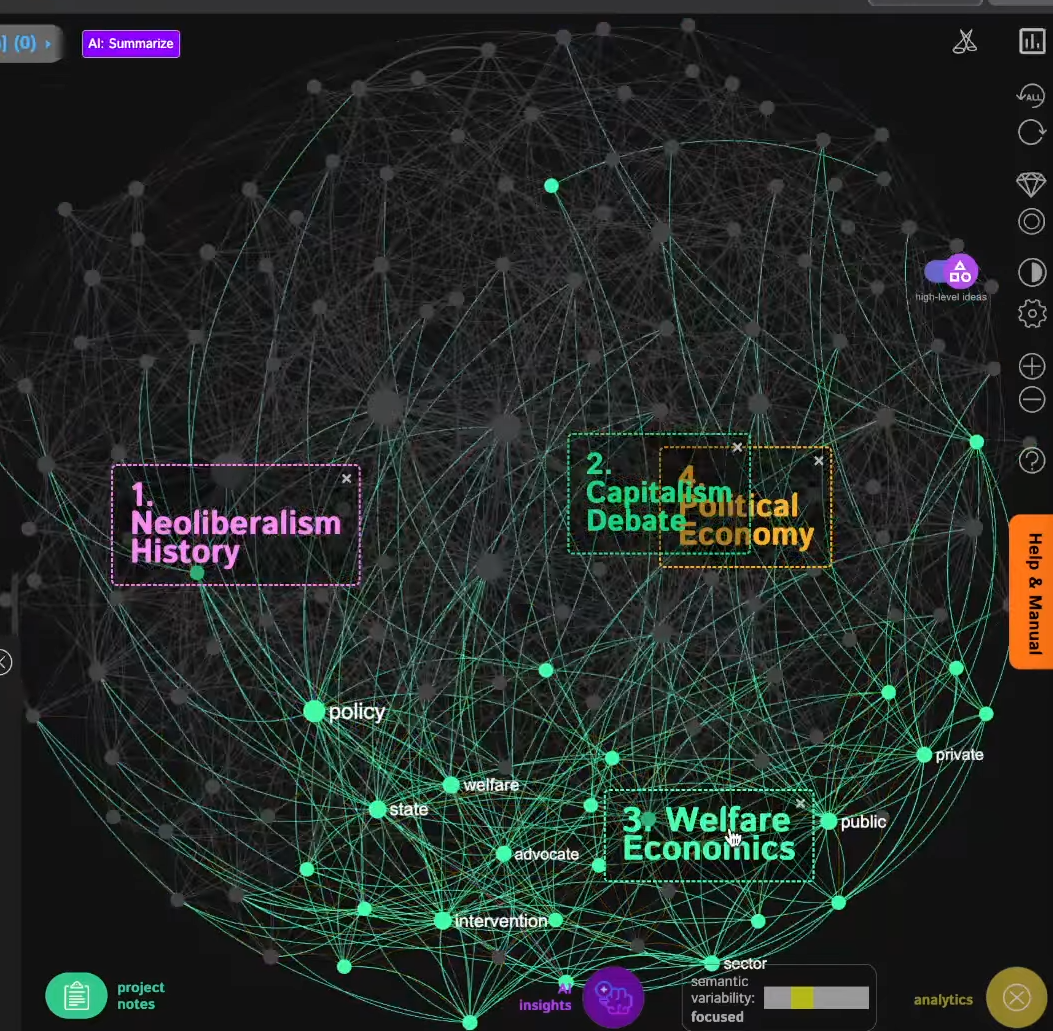 ] (0) ›
AI: Summarize
ALL
high-level ideas
1.
Neoliberalism
History
2.
Capitalism
Debate
4.
Political
Economy
Help & Manual
policy
welfare
state
private
3. Welfare
Economics
public
advocate
intervention
sector
project
notes
AI
insights
semantic
variability:
focused
analytics